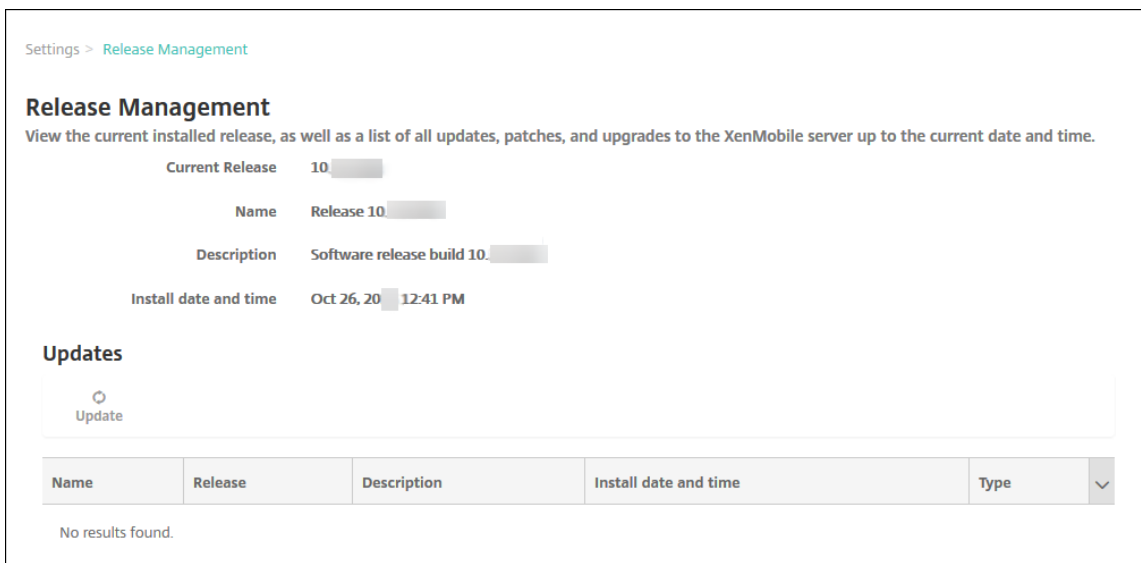 Settings > Release Management
Release Management
View the current installed release, as well as a list of all updates, patches, and upgrades to the XenMobile server up to the current date and time.
Current Release 10.
Name Release 10.
Description Software release build 10.
Install date and time Oct 26, 20 12:41 PM
Updates
Update
Name Release Description Install date and time Type
No results found.